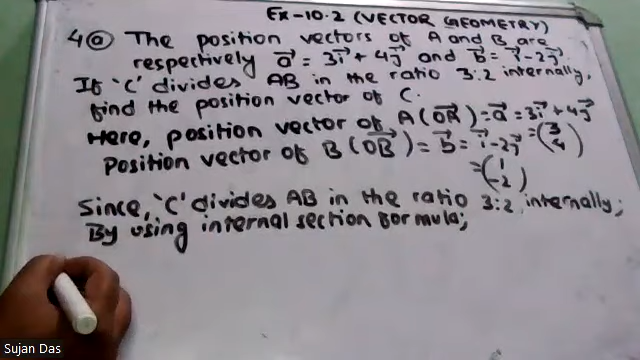 Ex-10.2 (VECTOR GEOMETRY)
4ⓐ The position vectors of A and B are
respectively a⃗ = 3i⃗ + 4j⃗ and b⃗ = i⃗ - 2j⃗.
If 'C' divides AB in the ratio 3:2 internally,
find the position vector of C.
Here, position vector of A (OA⃗) = a⃗ = 3i⃗ + 4j⃗
= (3 4)
Position vector of B (OB⃗) = b⃗ = i⃗ - 2j⃗
= (1 -2)
Since, 'C' divides AB in the ratio 3:2 internally;
By using internal section formula;
Sujan Das